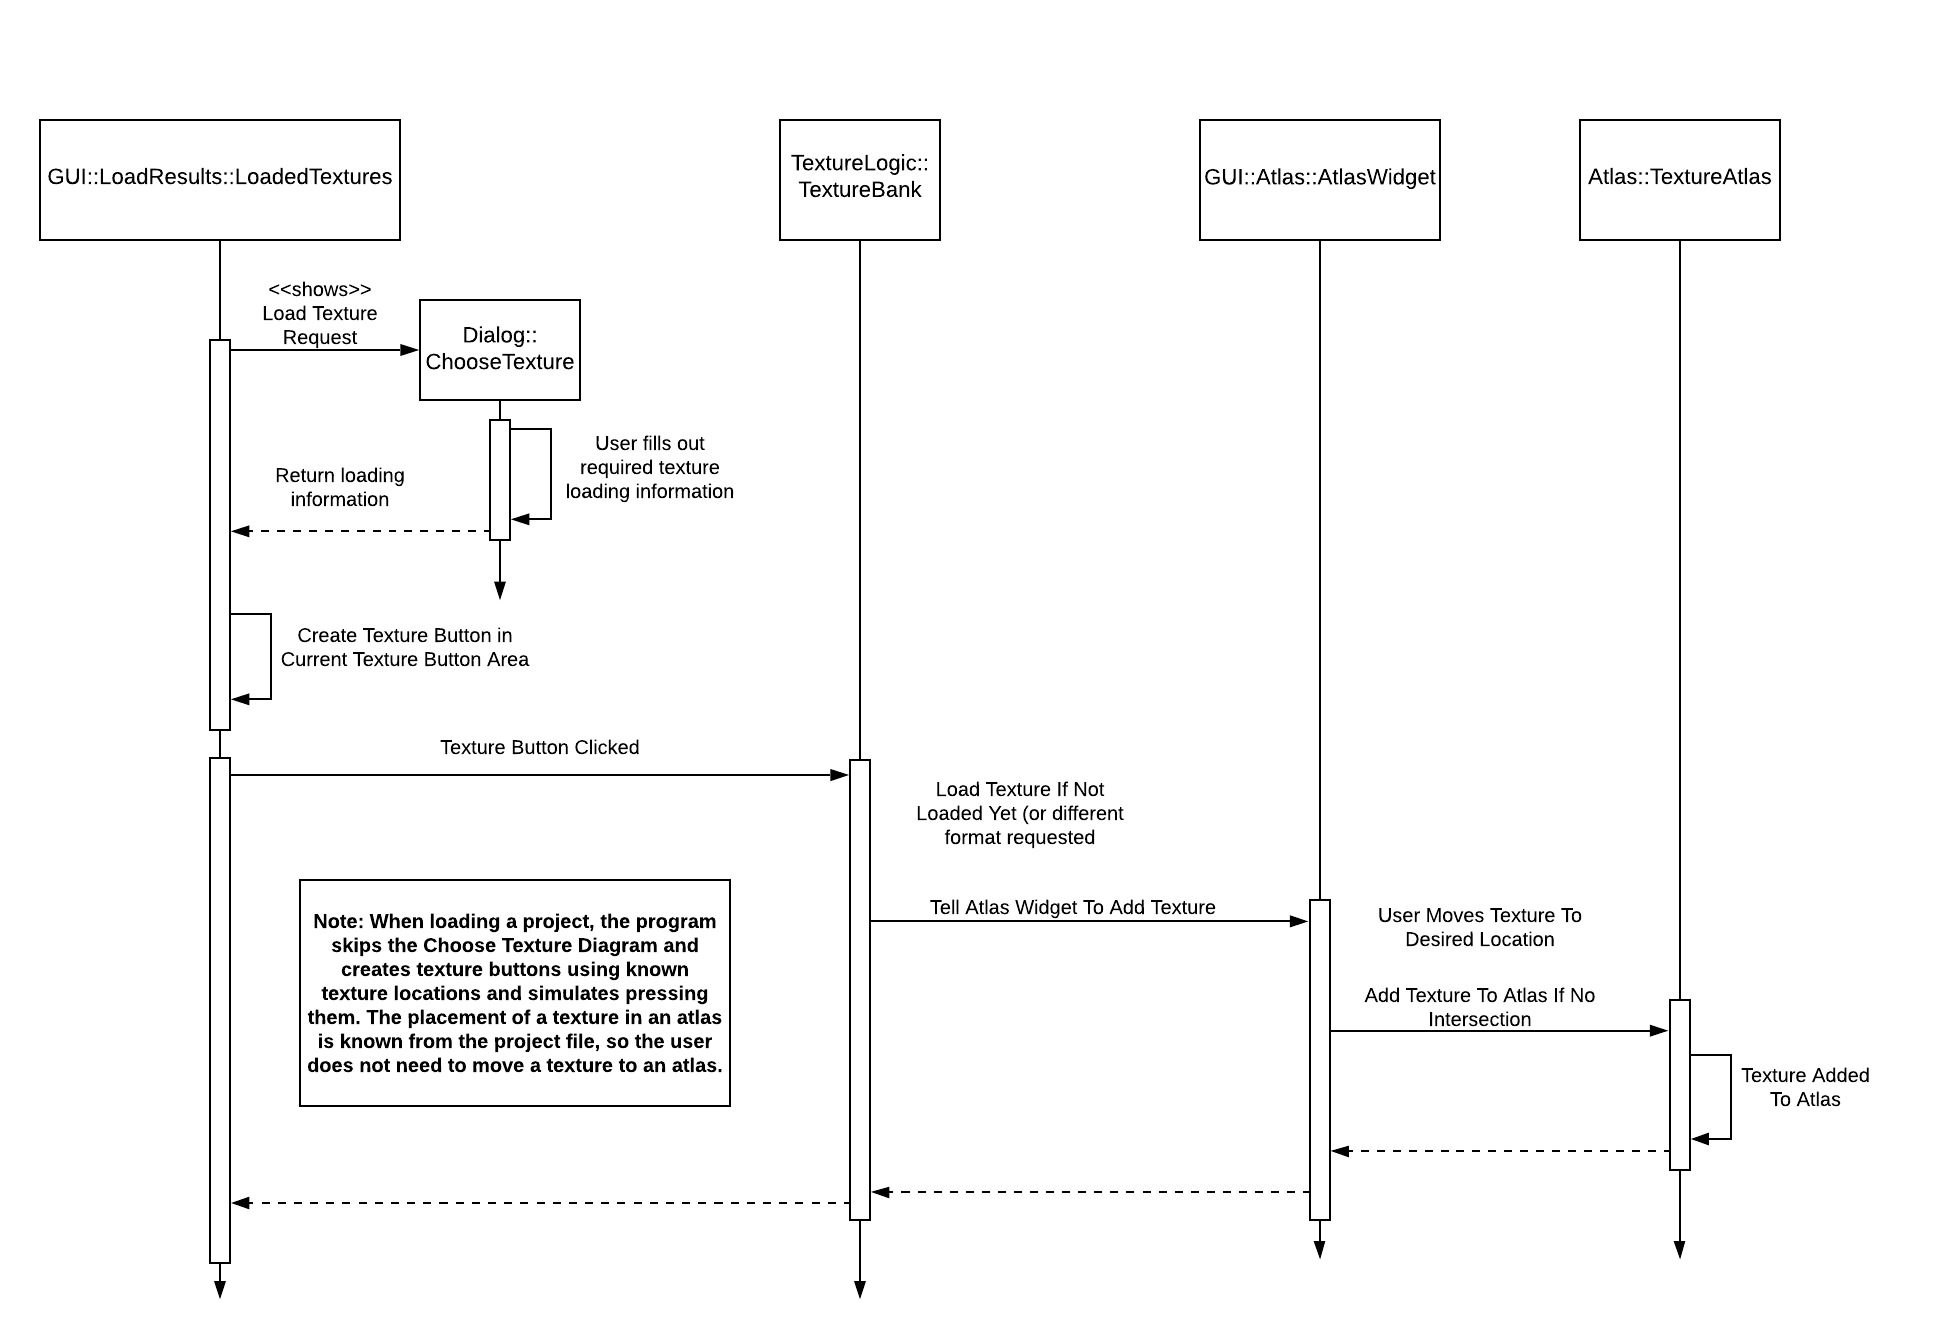 GUI::LoadResults::LoadedTextures
TextureLogic::
TextureBank
GUI::Atlas::AtlasWidget
Atlas::TextureAtlas
<<shows>>
Load Texture
Request
Dialog::
ChooseTexture
User fills out
required texture
loading information
Return loading
information
Create Texture Button in
Current Texture Button Area
Texture Button Clicked
Load Texture If Not
Loaded Yet (or different
format requested
Note: When loading a project, the program
skips the Choose Texture Diagram and
creates texture buttons using known
texture locations and simulates pressing
them. The placement of a texture in an atlas
is known from the project file, so the user
does not need to move a texture to an atlas.
Tell Atlas Widget To Add Texture
User Moves Texture To
Desired Location
Add Texture To Atlas If No
Intersection
Texture Added
To Atlas